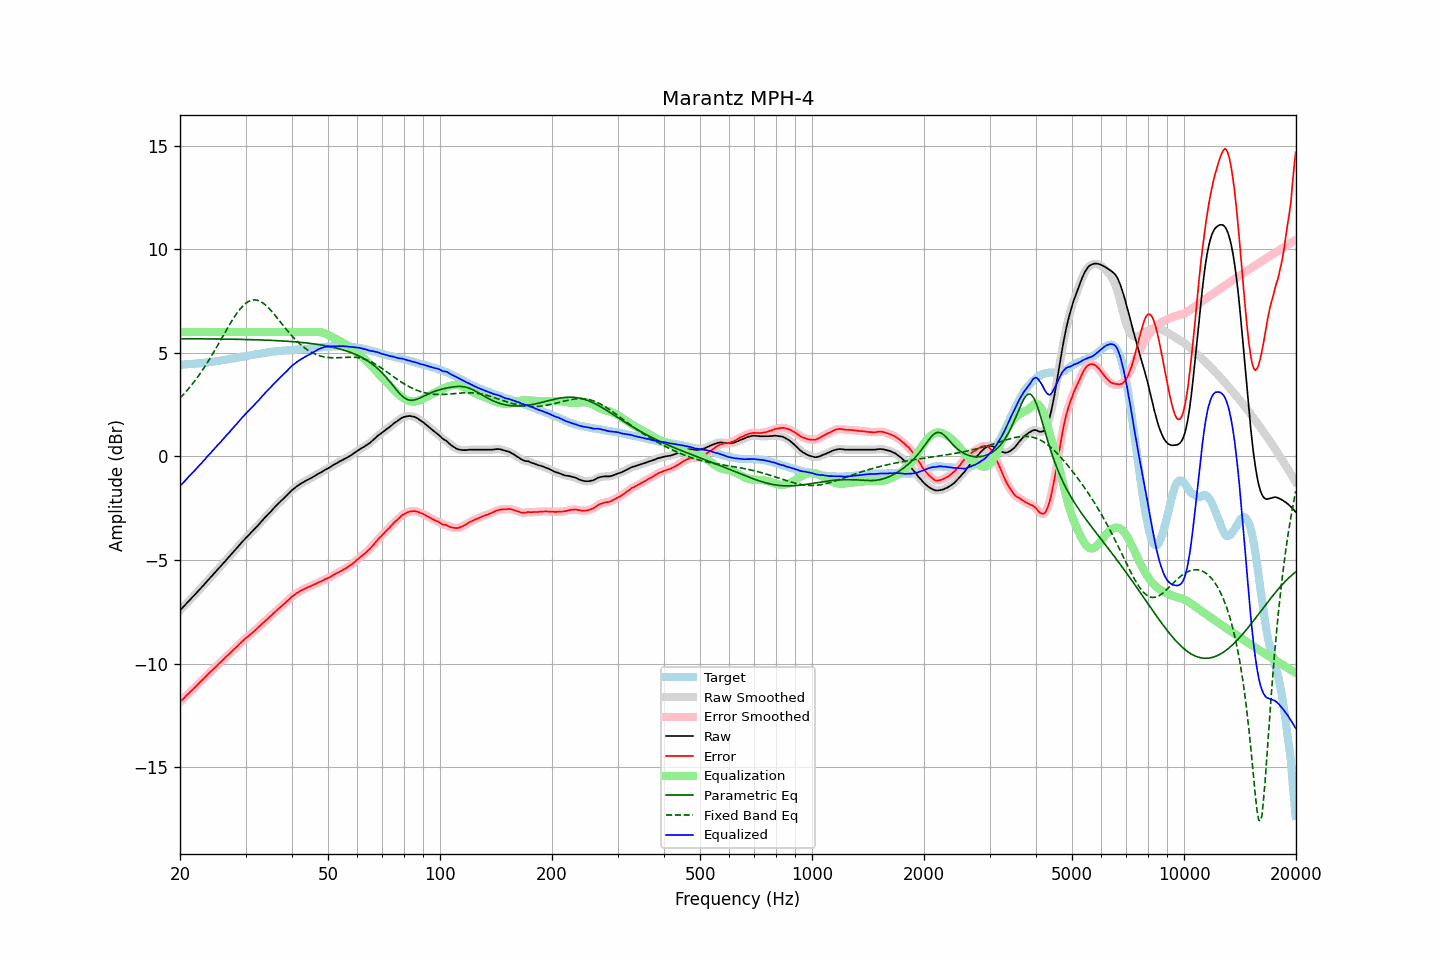 Marantz MPH-4
Amplitude (dBr)
15
10
5
0
−5
−10
−15
Target
Raw Smoothed
Error Smoothed
Raw
Error
Equalization
Parametric Eq
Fixed Band Eq
Equalized
20 50 100 200 500 1000 2000 5000 10000 20000
Frequency (Hz)